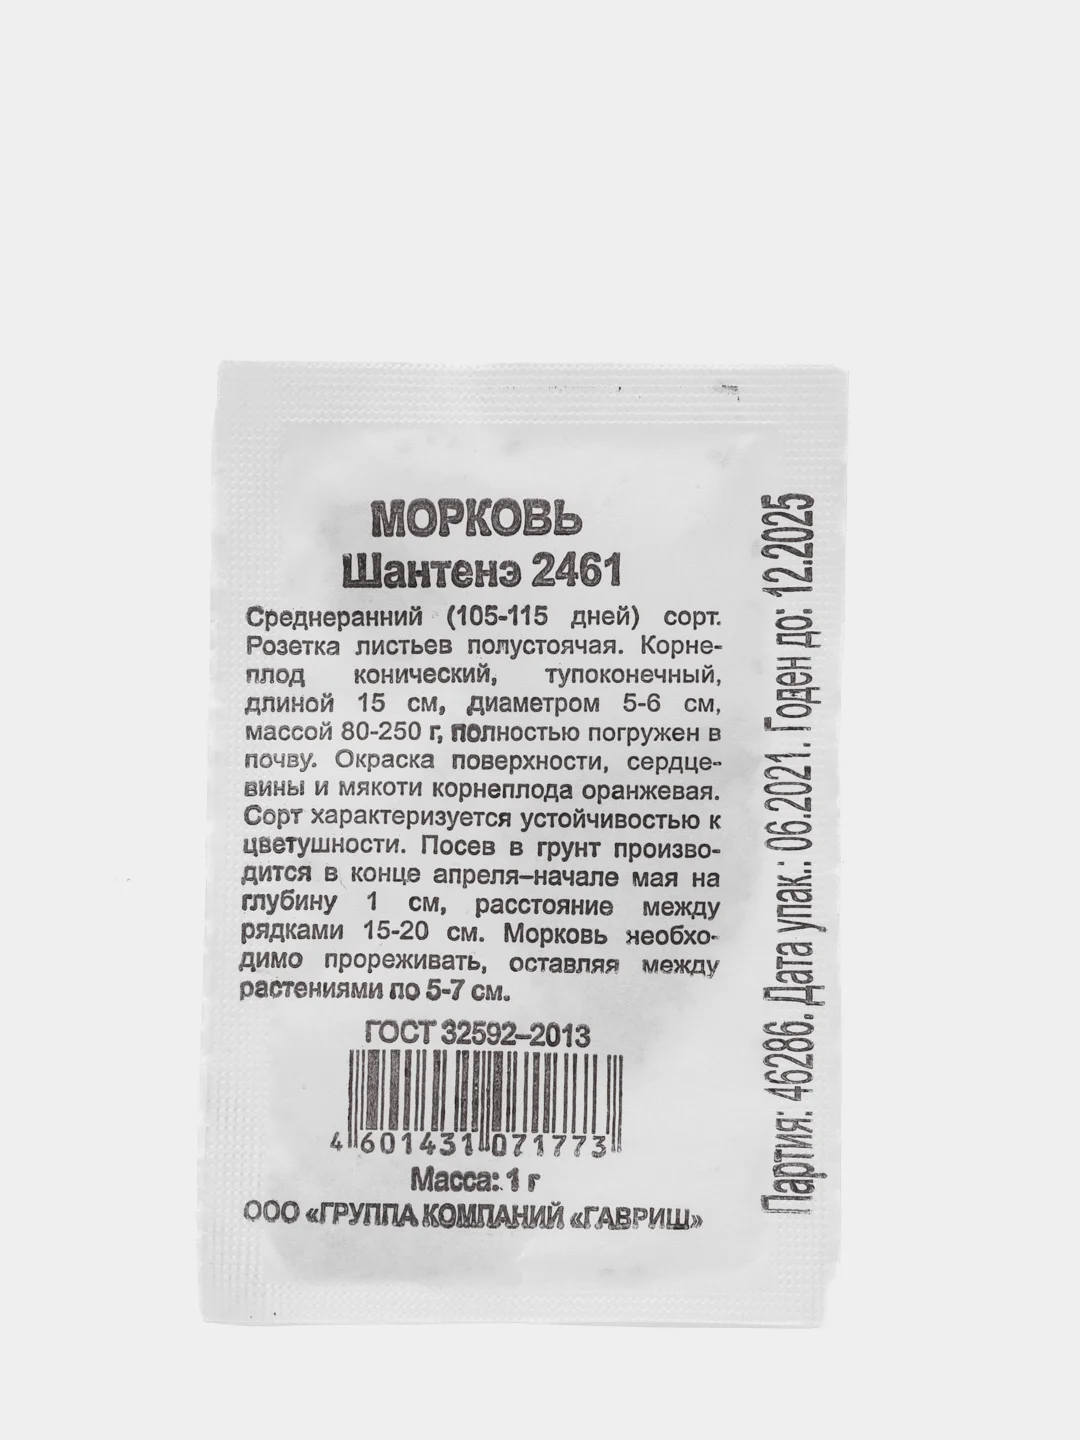 МОРКОВЬ
Шантенэ 2461
Среднеранний (105-115 дней) сорт.
Розетка листьев полустоячая. Корне-
плод конический, тупоконечный,
длиной 15 см, диаметром 5-6 см,
массой 80-250 г, полностью погружен в
почву. Окраска поверхности, сердце-
вины и мякоти корнеплода оранжевая.
Сорт характеризуется устойчивостью к
цветушности. Посев в грунт произво-
дится в конце апреля–начале мая на
глубину 1 см, расстояние между
рядками 15-20 см. Морковь необхо-
димо прореживать, оставляя между
растениями по 5-7 см.
ГОСТ 32592–2013
4 601431 071773
Масса: 1 г
ООО «ГРУППА КОМПАНИЙ «ГАВРИШ»
Партия: 46286. Дата упак.: 06.2021. Годен до: 12.2025